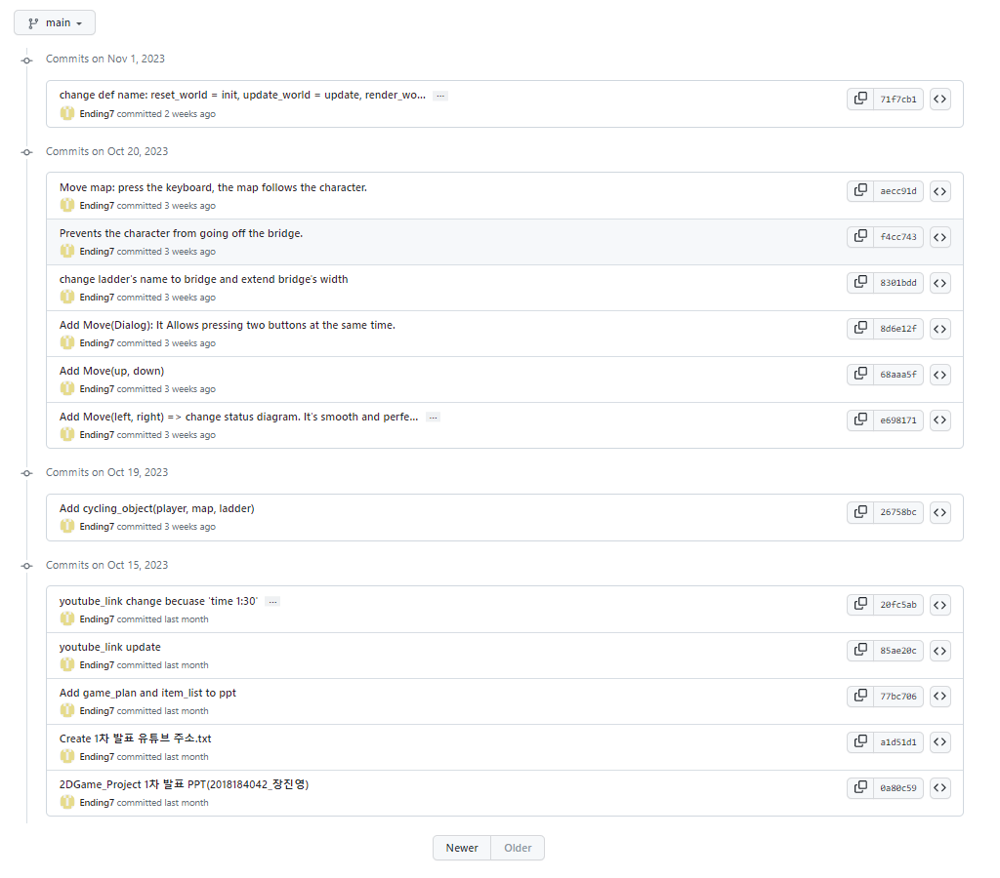 main
Commits on Nov 1, 2023
change def name: reset_world = init, update_world = update, render_wo... ...
Ending7 committed 2 weeks ago
71f7cb1
Commits on Oct 20, 2023
Move map: press the keyboard, the map follows the character.
Ending7 committed 3 weeks ago
aecc91d
Prevents the character from going off the bridge.
Ending7 committed 3 weeks ago
f4cc743
change ladder's name to bridge and extend bridge's width
Ending7 committed 3 weeks ago
8301bdd
Add Move(Dialog): It Allows pressing two buttons at the same time.
Ending7 committed 3 weeks ago
8d6e12f
Add Move(up, down)
Ending7 committed 3 weeks ago
68aaa5f
Add Move(left, right) => change status diagram. It's smooth and perfe... ...
Ending7 committed 3 weeks ago
e698171
Commits on Oct 19, 2023
Add cycling_object(player, map, ladder)
Ending7 committed 3 weeks ago
26758bc
Commits on Oct 15, 2023
youtube_link change becuase 'time 1:30' ...
Ending7 committed last month
20fc5ab
youtube_link update
Ending7 committed last month
85ae20c
Add game_plan and item_list to ppt
Ending7 committed last month
77bc706
Create 1차 발표 유튜브 주소.txt
Ending7 committed last month
a1d51d1
2DGame_Project 1차 발표 PPT(2018184042_장진영)
Ending7 committed last month
0a80c59
Newer Older